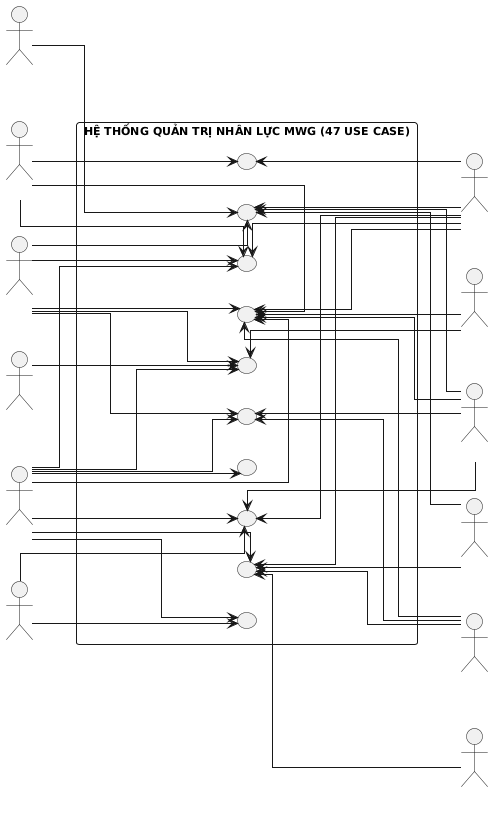 HỆ THỐNG QUẢN TRỊ NHÂN LỰC MWG (47 USE CASE)